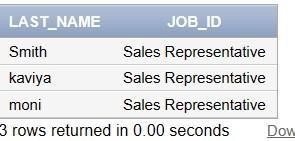 LAST_NAME JOB_ID
Smith Sales Representative
kaviya Sales Representative
moni Sales Representative
3 rows returned in 0.00 seconds